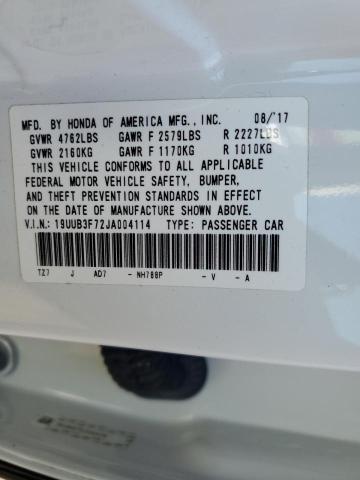 MFD. BY HONDA OF AMERICA MFG., INC. 08/'17
GVWR 4762LBS GAWR F 2579LBS R 2227LBS
GVWR 2160KG GAWR F 1170KG R 1010KG
THIS VEHICLE CONFORMS TO ALL APPLICABLE
FEDERAL MOTOR VEHICLE SAFETY, BUMPER,
AND THEFT PREVENTION STANDARDS IN EFFECT
ON THE DATE OF MANUFACTURE SHOWN ABOVE.
V.I.N.: 19UUB3F72JA004114 TYPE: PASSENGER CAR
TZ7 J AD7 - NH788P - V - A